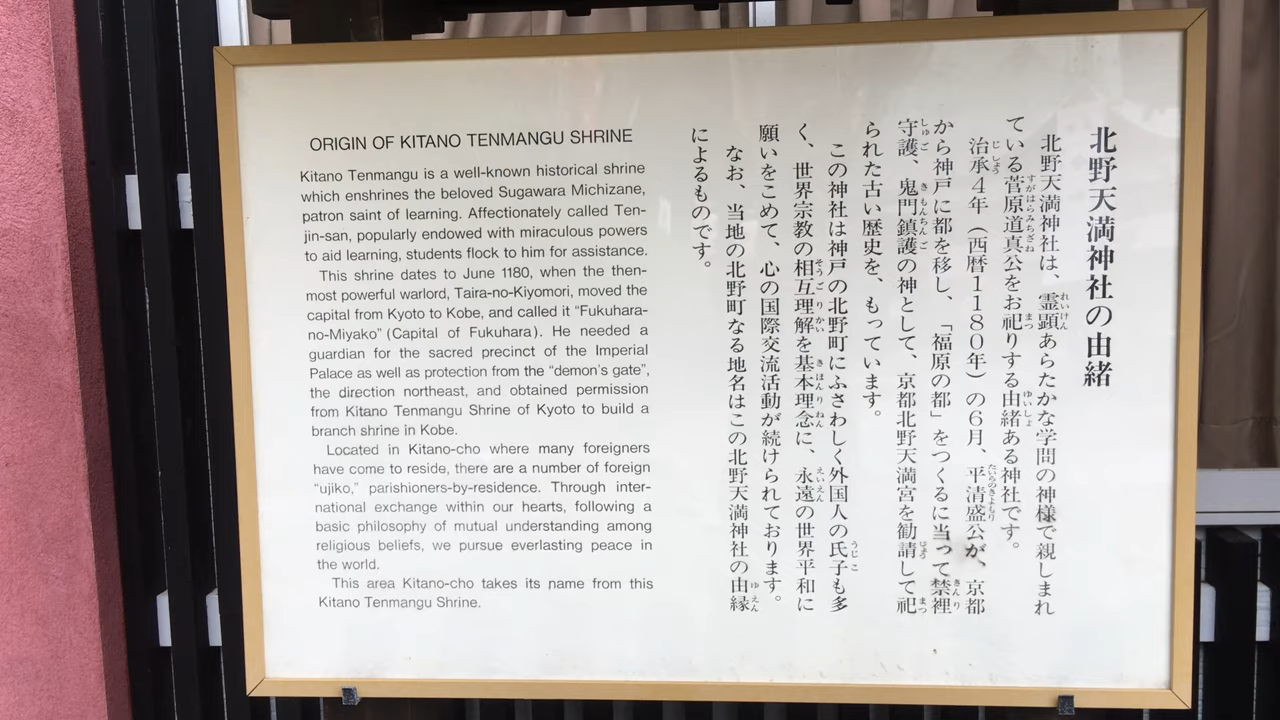 ORIGIN OF KITANO TENMANGU SHRINE
Kitano Tenmangu is a well-known historical shrine
which enshrines the beloved Sugawara Michizane,
patron saint of learning. Affectionately called Ten-
jin-san, popularly endowed with miraculous powers
to aid learning, students flock to him for assistance.
This shrine dates to June 1180, when the then-
most powerful warlord, Taira-no-Kiyomori, moved the
capital from Kyoto to Kobe, and called it "Fukuhara-
no-Miyako" (Capital of Fukuhara). He needed a
guardian for the sacred precinct of the Imperial
Palace as well as protection from the "demon's gate",
the direction northeast, and obtained permission
from Kitano Tenmangu Shrine of Kyoto to build a
branch shrine in Kobe.
Located in Kitano-cho where many foreigners
have come to reside, there are a number of foreign
"ujiko," parishioners-by-residence. Through inter-
national exchange within our hearts, following a
basic philosophy of mutual understanding among
religious beliefs, we pursue everlasting peace in
the world.
This area Kitano-cho takes its name from this
Kitano Tenmangu Shrine.
北野天満神社の由緒
北野天満神社は、霊顕あらたかな学問の神様で親しまれ
ている菅原道真公をお祀りする由緒ある神社です。
治承4年（西暦1180年）の6月、平清盛公が、京都
から神戸に都を移し、「福原の都」をつくるに当って禁裡
守護、鬼門鎮護の神として、京都北野天満宮を勧請して祀
られた古い歴史を、もっています。
この神社は神戸の北野町にふさわしく外国人の氏子も多
く、世界宗教の相互理解を基本理念に、永遠の世界平和に
願いをこめて、心の国際交流活動が続けられております。
なお、当地の北野町なる地名はこの北野天満神社の由縁
によるものです。